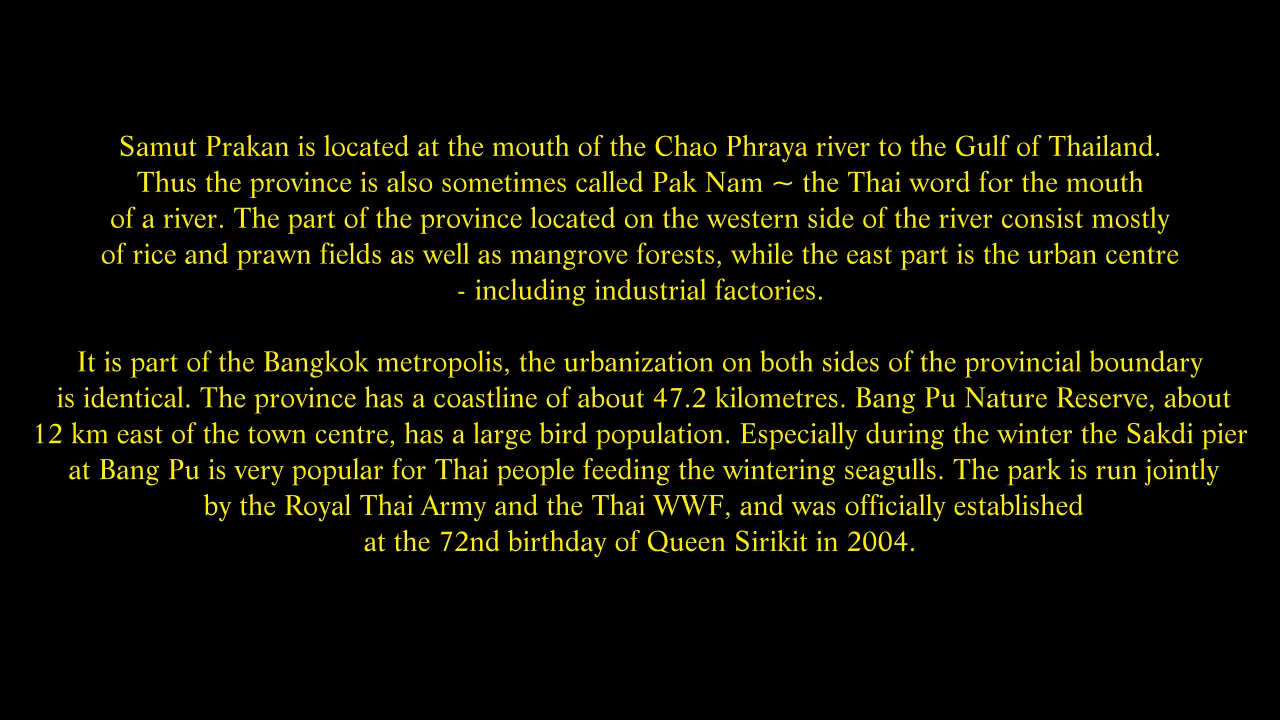 Samut Prakan is located at the mouth of the Chao Phraya river to the Gulf of Thailand.
Thus the province is also sometimes called Pak Nam ~ the Thai word for the mouth
of a river. The part of the province located on the western side of the river consist mostly
of rice and prawn fields as well as mangrove forests, while the east part is the urban centre
- including industrial factories.
It is part of the Bangkok metropolis, the urbanization on both sides of the provincial boundary
is identical. The province has a coastline of about 47.2 kilometres. Bang Pu Nature Reserve, about
12 km east of the town centre, has a large bird population. Especially during the winter the Sakdi pier
at Bang Pu is very popular for Thai people feeding the wintering seagulls. The park is run jointly
by the Royal Thai Army and the Thai WWF, and was officially established
at the 72nd birthday of Queen Sirikit in 2004.